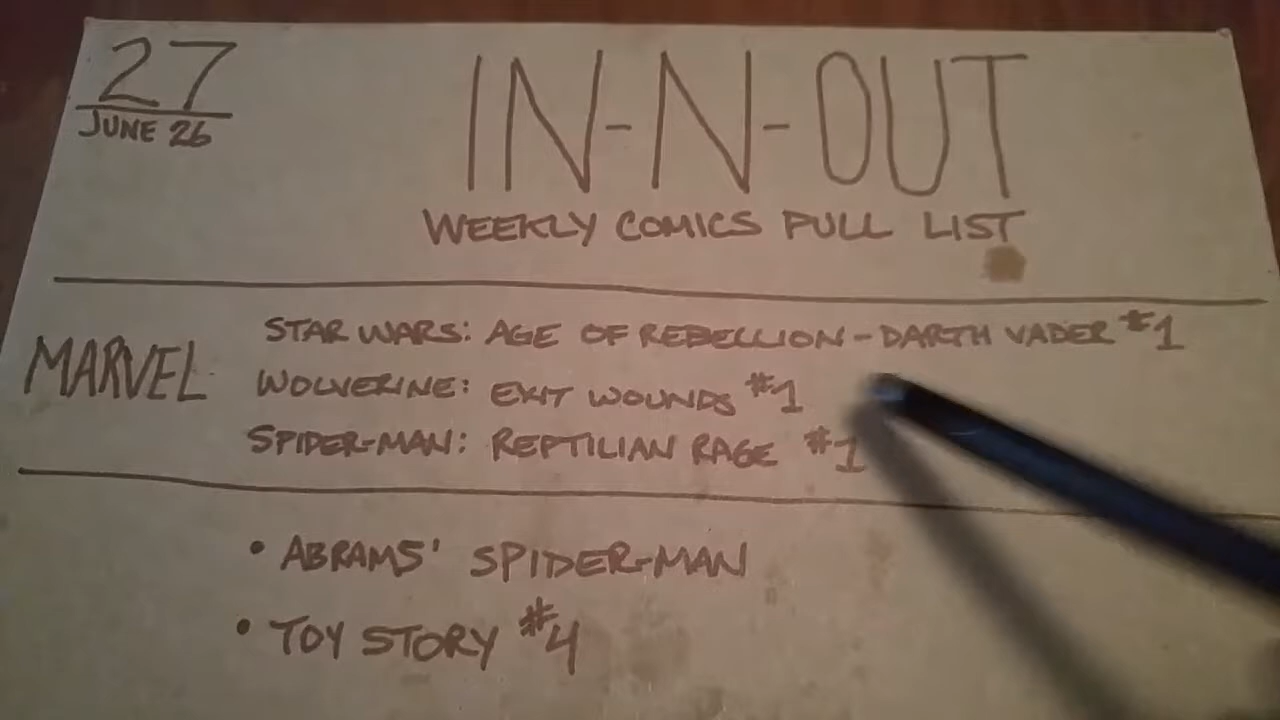 27
JUNE 26
IN-N-OUT
WEEKLY COMICS PULL LIST
MARVEL
STAR WARS: AGE OF REBELLION - DARTH VADER #1
WOLVERINE: EXIT WOUNDS #1
SPIDER-MAN: REPTILIAN RAGE #1
• ABRAMS' SPIDER-MAN
• TOY STORY #4